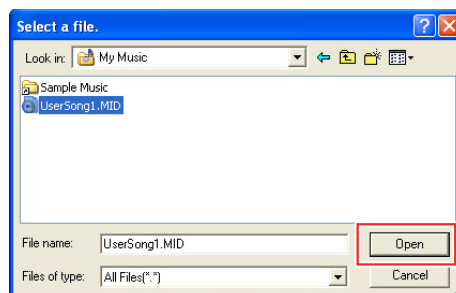 Select a file.
Look in: My Music
Sample Music
UserSong1.MID
File name: UserSong1.MID Open
Files of type: All Files(*.*) Cancel